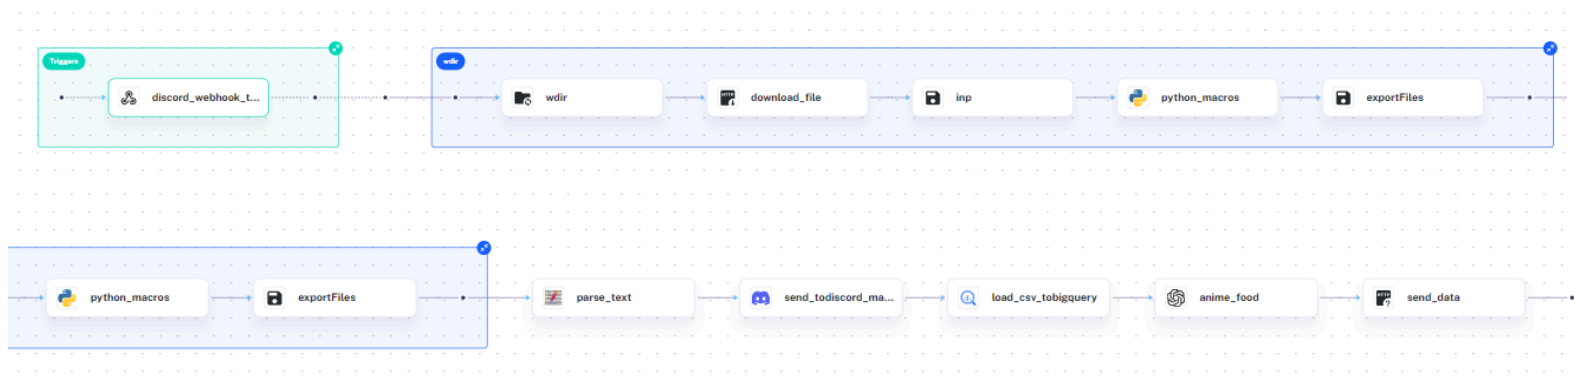 Triggers
discord_webhook_t...
wdir
wdir
download_file
inp
python_macros
exportFiles
python_macros
exportFiles
parse_text
send_todiscord_ma...
load_csv_tobigquery
anime_food
send_data